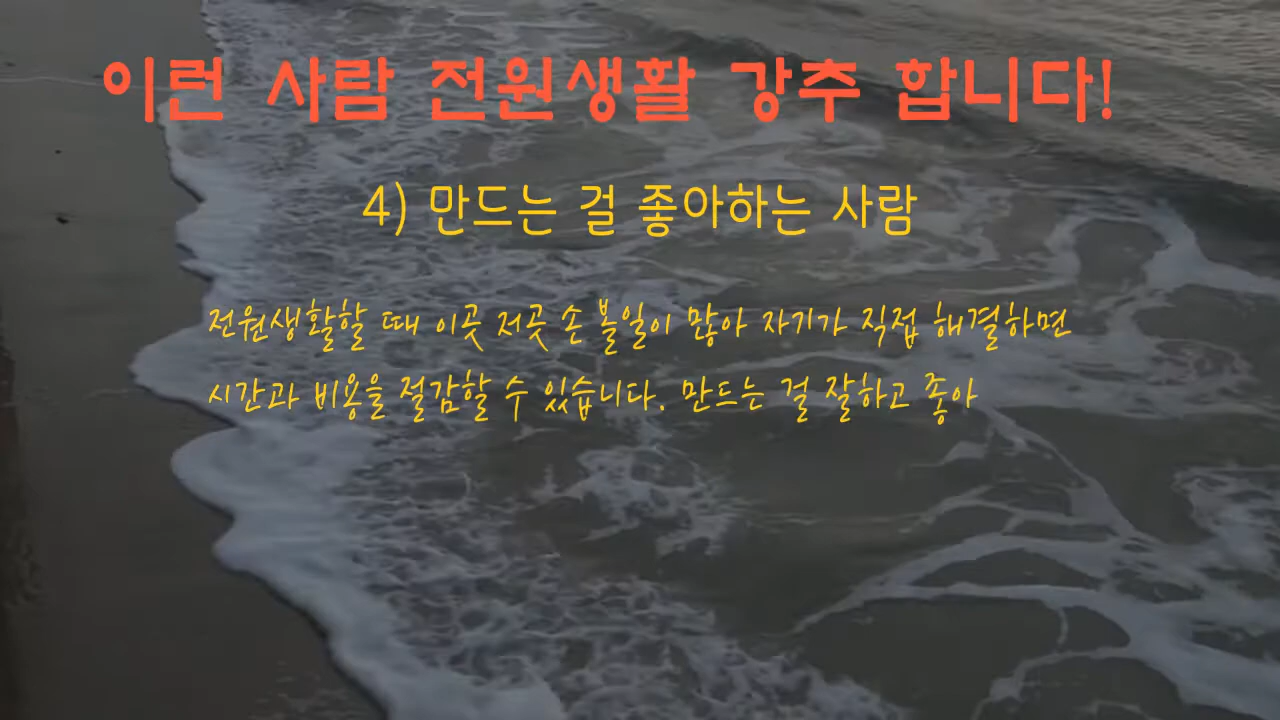 이런 사람 전원생활 강추 합니다!
4) 만드는 걸 좋아하는 사람
전원생활할 때 이곳 저곳 손 볼일이 많아 자기가 직접 해결하면
시간과 비용을 절감할 수 있습니다. 만드는 걸 잘하고 좋아